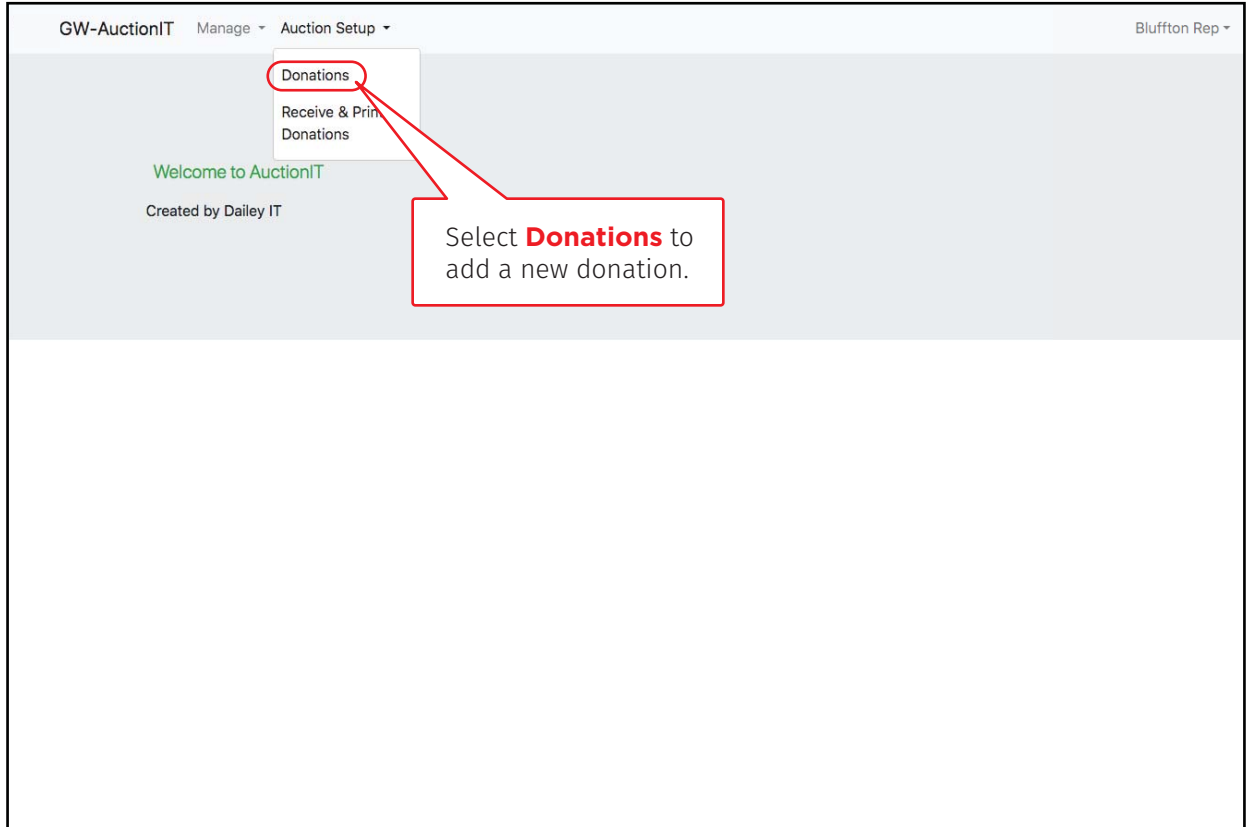 GW-AuctionIT Manage Auction Setup Bluffton Rep
Donations
Receive & Print
Donations
Welcome to AuctionIT
Created by Dailey IT
Select Donations to
add a new donation.